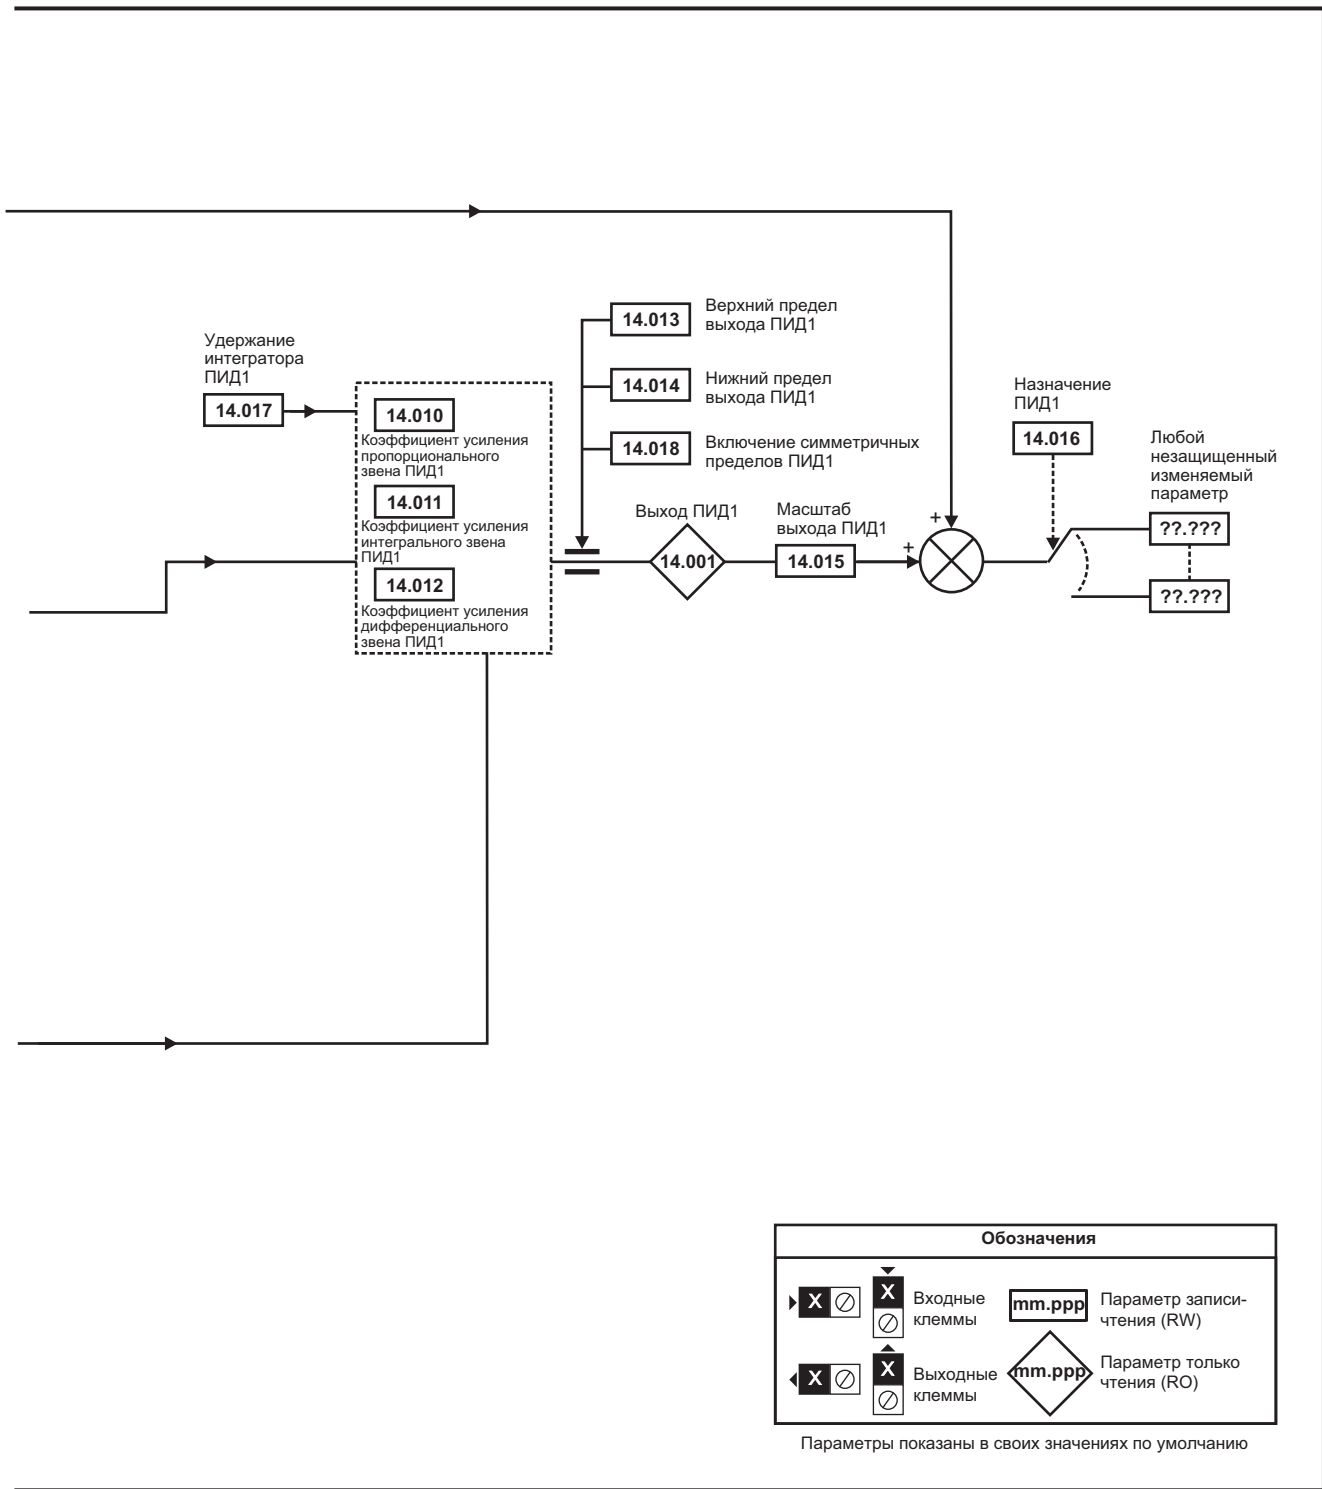 Удержание
интегратора
ПИД1
14.017
14.010
Коэффициент усиления
пропорционального
звена ПИД1
14.011
Коэффициент усиления
интегрального звена
ПИД1
14.012
Коэффициент усиления
дифференциального
звена ПИД1
14.013
Верхний предел
выхода ПИД1
14.014
Нижний предел
выхода ПИД1
14.018
Включение симметричных
пределов ПИД1
Выход ПИД1
14.001
Масштаб
выхода ПИД1
14.015
+
+
Назначение
ПИД1
14.016
Любой
незащищенный
изменяемый
параметр
??.???
??.???
Обозначения
X
X
Входные
клеммы
mm.ppp
Параметр записи-
чтения (RW)
X
X
Выходные
клеммы
mm.ppp
Параметр только
чтения (RO)
Параметры показаны в своих значениях по умолчанию